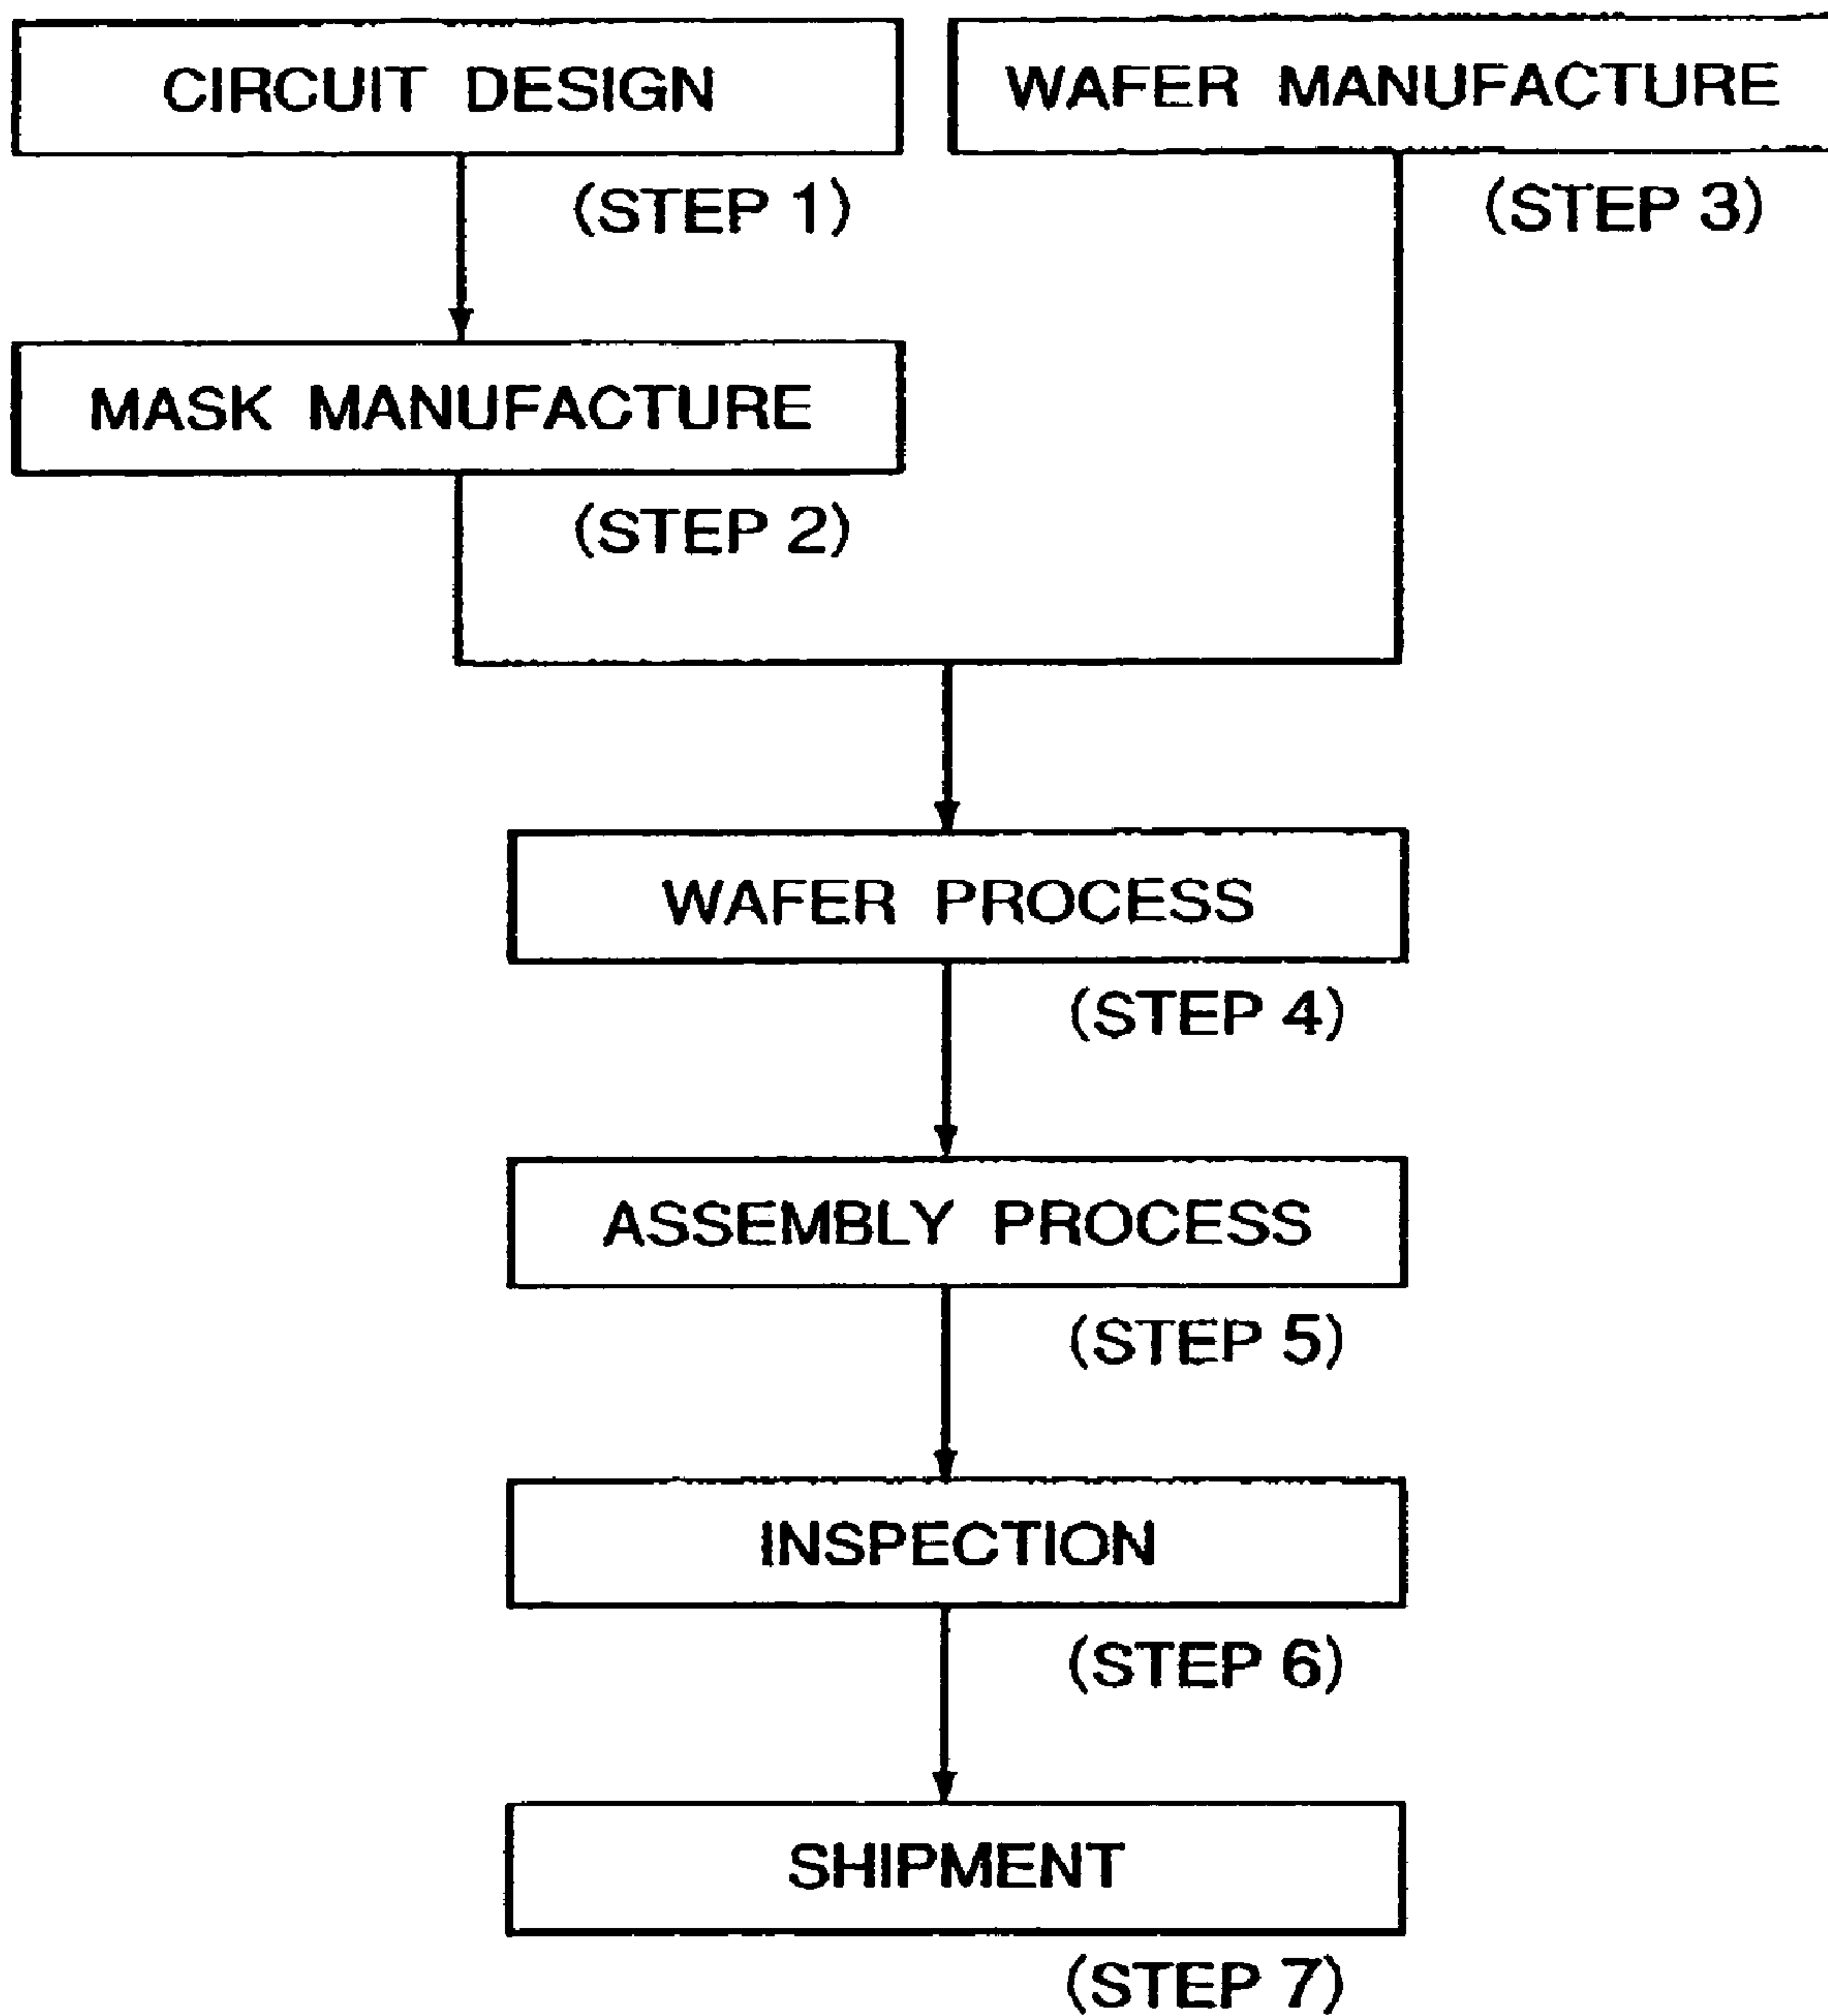 CIRCUIT DESIGN
(STEP 1)
WAFER MANUFACTURE
(STEP 3)
MASK MANUFACTURE
(STEP 2)
WAFER PROCESS
(STEP 4)
ASSEMBLY PROCESS
(STEP 5)
INSPECTION
(STEP 6)
SHIPMENT
(STEP 7)